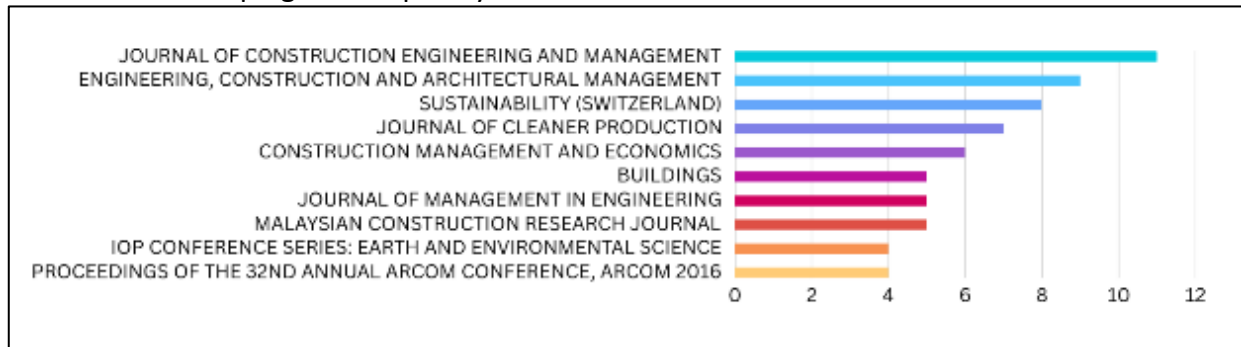 JOURNAL OF CONSTRUCTION ENGINEERING AND MANAGEMENT
ENGINEERING, CONSTRUCTION AND ARCHITECTURAL MANAGEMENT
SUSTAINABILITY (SWITZERLAND)
JOURNAL OF CLEANER PRODUCTION
CONSTRUCTION MANAGEMENT AND ECONOMICS
BUILDINGS
JOURNAL OF MANAGEMENT IN ENGINEERING
MALAYSIAN CONSTRUCTION RESEARCH JOURNAL
IOP CONFERENCE SERIES: EARTH AND ENVIRONMENTAL SCIENCE
PROCEEDINGS OF THE 32ND ANNUAL ARCOM CONFERENCE, ARCOM 2016
0 2 4 6 8 10 12